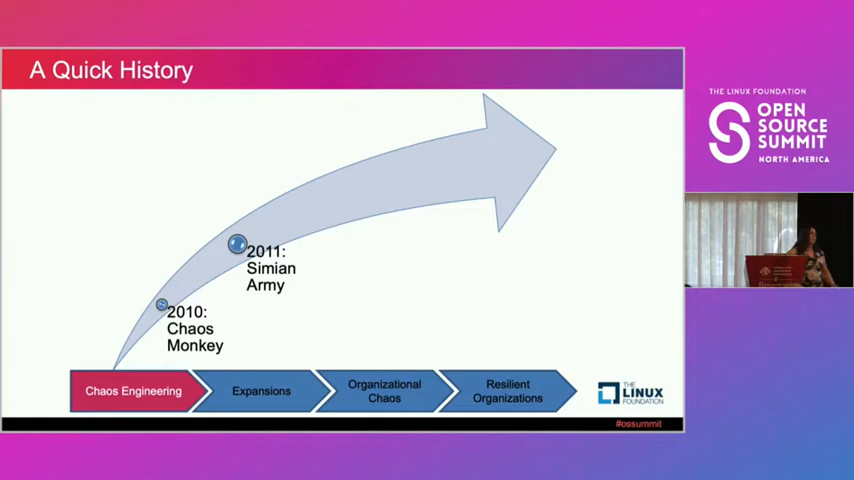 A Quick History
2011:
Simian
Army
2010:
Chaos
Monkey
Chaos Engineering
Expansions
Organizational
Chaos
Resilient
Organizations
THE
LINUX
FOUNDATION
#ossummit
THE LINUX FOUNDATION
OPEN
SOURCE
SUMMIT
NORTH AMERICA